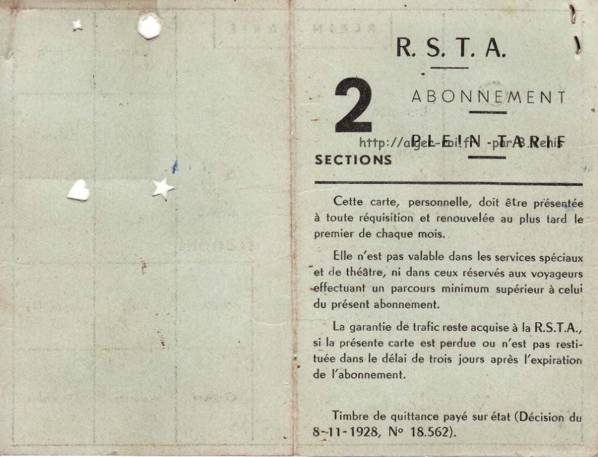 R. S. T. A.
2
SECTIONS
ABONNEMENT
PLEIN-TARIF
Cette carte, personnelle, doit être présentée
à toute réquisition et renouvelée au plus tard le
premier de chaque mois.
Elle n'est pas valable dans les services spéciaux
et de théâtre, ni dans ceux réservés aux voyageurs
effectuant un parcours minimum supérieur à celui
du présent abonnement.
La garantie de trafic reste acquise à la R.S.T.A.,
si la présente carte est perdue ou n'est pas resti-
tuée dans le délai de trois jours après l'expiration
de l'abonnement.
Timbre de quittance payé sur état (Décision du
8-11-1928, Nº 18.562).